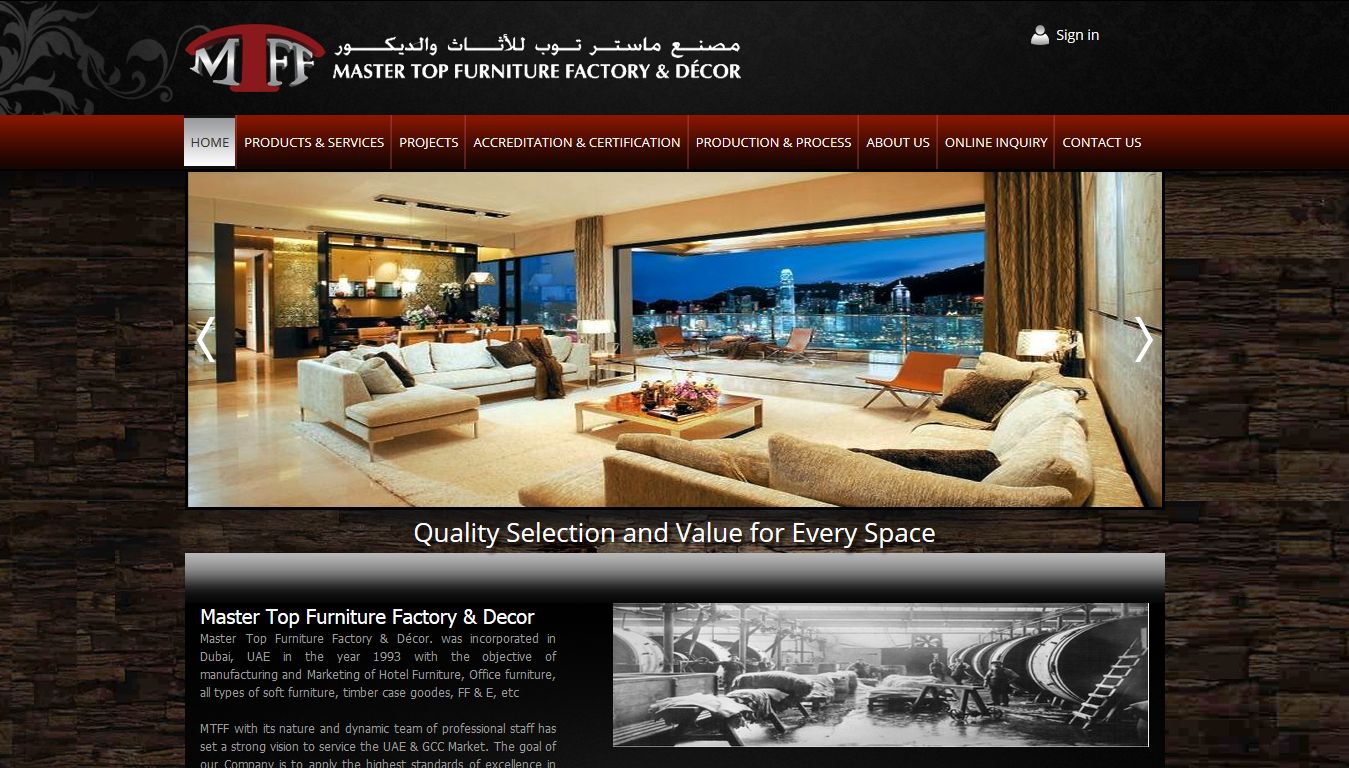 MTFF
مصنع ماستر توب للأثاث والديكور
MASTER TOP FURNITURE FACTORY & DÉCOR
Sign in
HOME
PRODUCTS & SERVICES
PROJECTS
ACCREDITATION & CERTIFICATION
PRODUCTION & PROCESS
ABOUT US
ONLINE INQUIRY
CONTACT US
Quality Selection and Value for Every Space
Master Top Furniture Factory & Decor
Master Top Furniture Factory & Décor. was incorporated in
Dubai, UAE in the year 1993 with the objective of
manufacturing and Marketing of Hotel Furniture, Office furniture,
all types of soft furniture, timber case goodes, FF & E, etc
MTFF with its nature and dynamic team of professional staff has
set a strong vision to service the UAE & GCC Market. The goal of
our Company is to apply the highest standards of excellence in